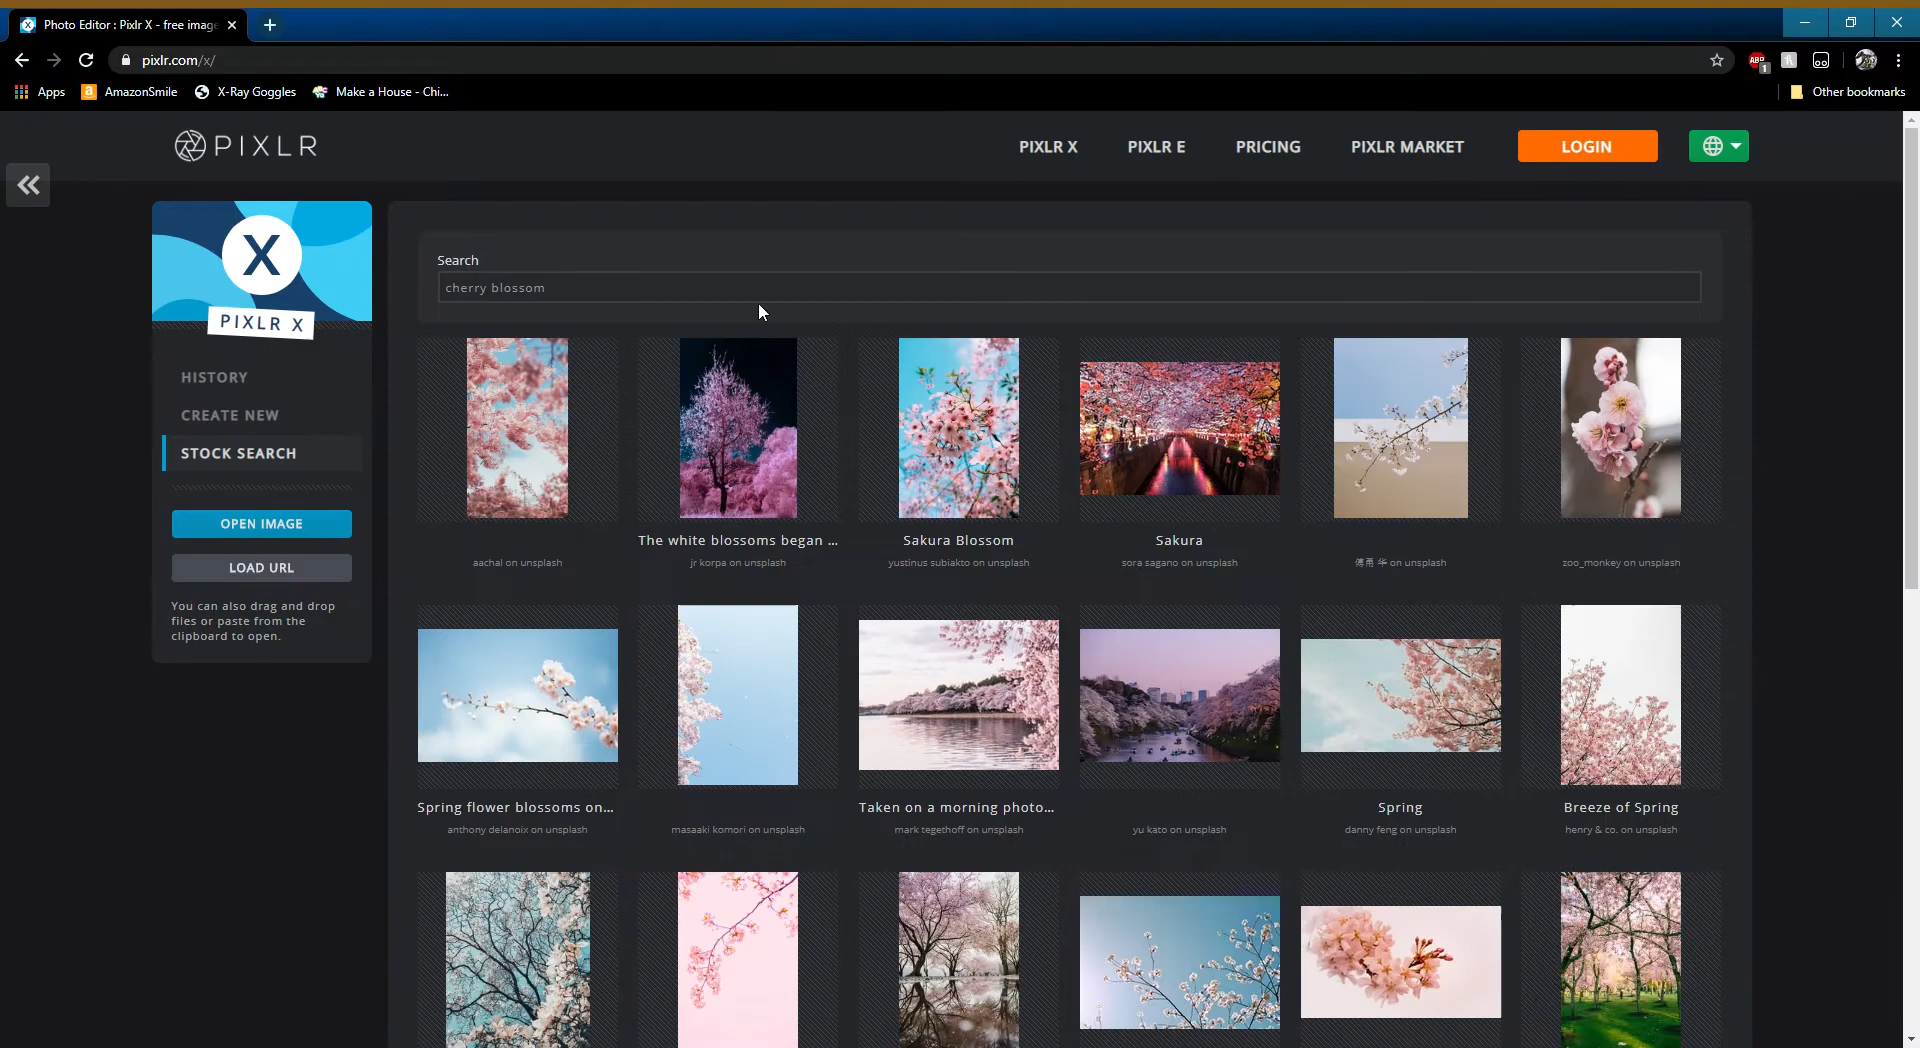 Photo Editor : Pixlr X - free image
pixlr.com/x/
ABP
1
Apps
AmazonSmile
X-Ray Goggles
Make a House - Chi...
Other bookmarks
PIXLR
PIXLR X
PIXLR E
PRICING
PIXLR MARKET
LOGIN
X
PIXLR X
HISTORY
CREATE NEW
STOCK SEARCH
OPEN IMAGE
LOAD URL
You can also drag and drop
files or paste from the
clipboard to open.
Search
cherry blossom
The white blossoms began ...
Sakura Blossom
Sakura
aachal on unsplash
jr korpa on unsplash
yustinus subiakto on unsplash
sora sagano on unsplash
华 on unsplash
zoo_monkey on unsplash
Spring flower blossoms on...
Taken on a morning photo...
Spring
Breeze of Spring
anthony delanoix on unsplash
masaaki komori on unsplash
mark tegethoff on unsplash
yu kato on unsplash
danny feng on unsplash
henry & co. on unsplash